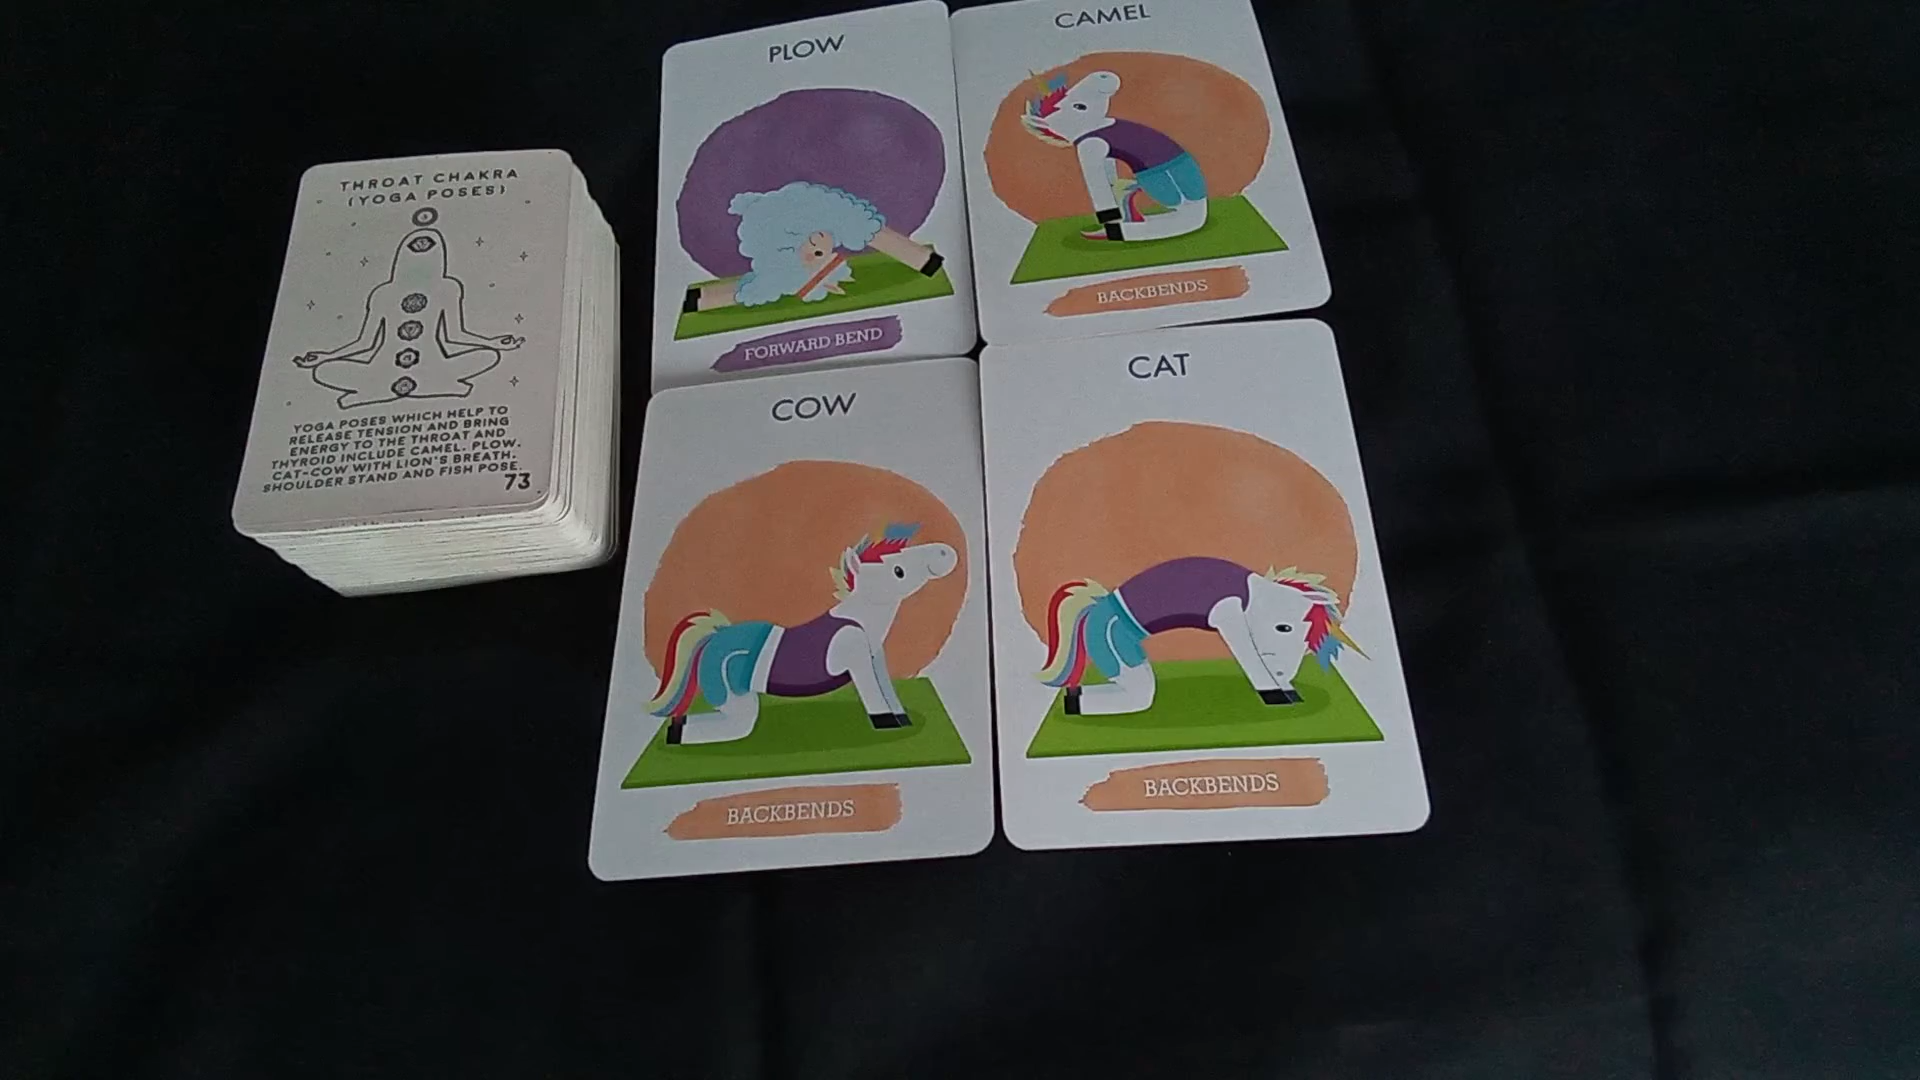 THROAT CHAKRA
(YOGA POSES)
YOGA POSES WHICH HELP TO
RELEASE TENSION AND BRING
ENERGY TO THE THROAT AND
THYROID INCLUDE CAMEL, PLOW,
CAT-COW WITH LION'S BREATH,
SHOULDER STAND AND FISH POSE.
73
PLOW
FORWARD BEND
CAMEL
BACKBENDS
COW
BACKBENDS
CAT
BACKBENDS